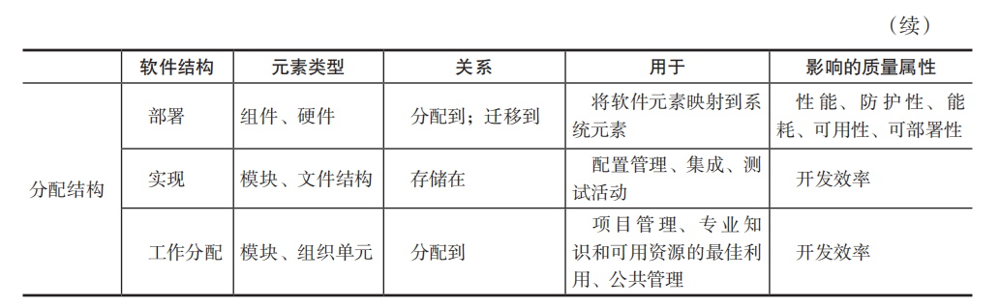 （续）
软件结构 元素类型 关系 用于 影响的质量属性
分配结构
部署 组件、硬件 分配到；迁移到 将软件元素映射到系
统元素
性能、防护性、能
耗、可用性、可部署性
实现 模块、文件结构 存储在 配置管理、集成、测
试活动
开发效率
工作分配 模块、组织单元 分配到 项目管理、专业知
识和可用资源的最佳利
用、公共管理
开发效率